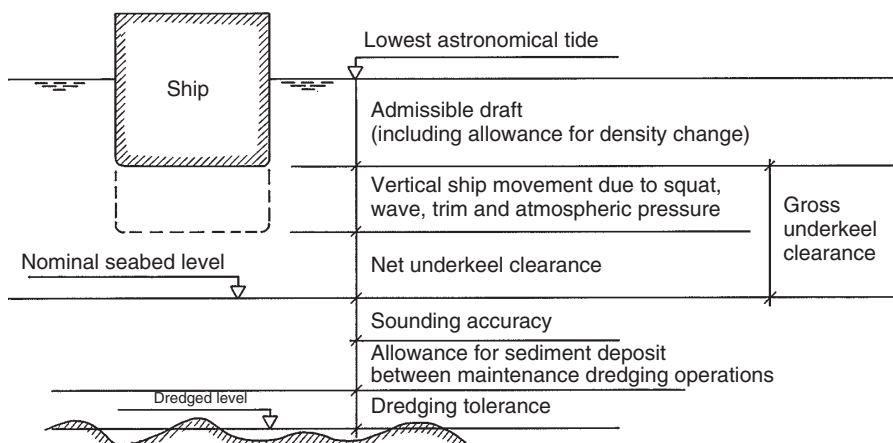 Lowest astronomical tide
Ship
Admissible draft
(including allowance for density change)
Vertical ship movement due to squat,
wave, trim and atmospheric pressure
Gross
underkeel
clearance
Nominal seabed level
Net underkeel clearance
Sounding accuracy
Allowance for sediment deposit
between maintenance dredging operations
Dredged level
Dredging tolerance